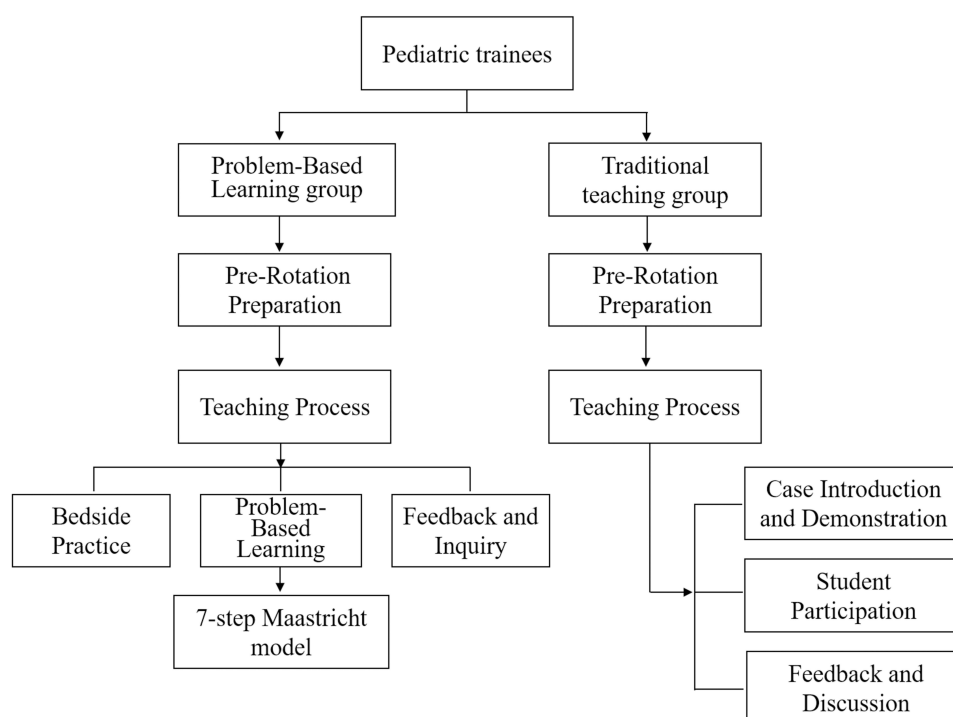 Pediatric trainees
Problem-Based
Learning group
Traditional
teaching group
Pre-Rotation
Preparation
Pre-Rotation
Preparation
Teaching Process
Teaching Process
Bedside
Practice
Problem-
Based
Learning
Feedback and
Inquiry
7-step Maastricht
model
Case Introduction
and Demonstration
Student
Participation
Feedback and
Discussion